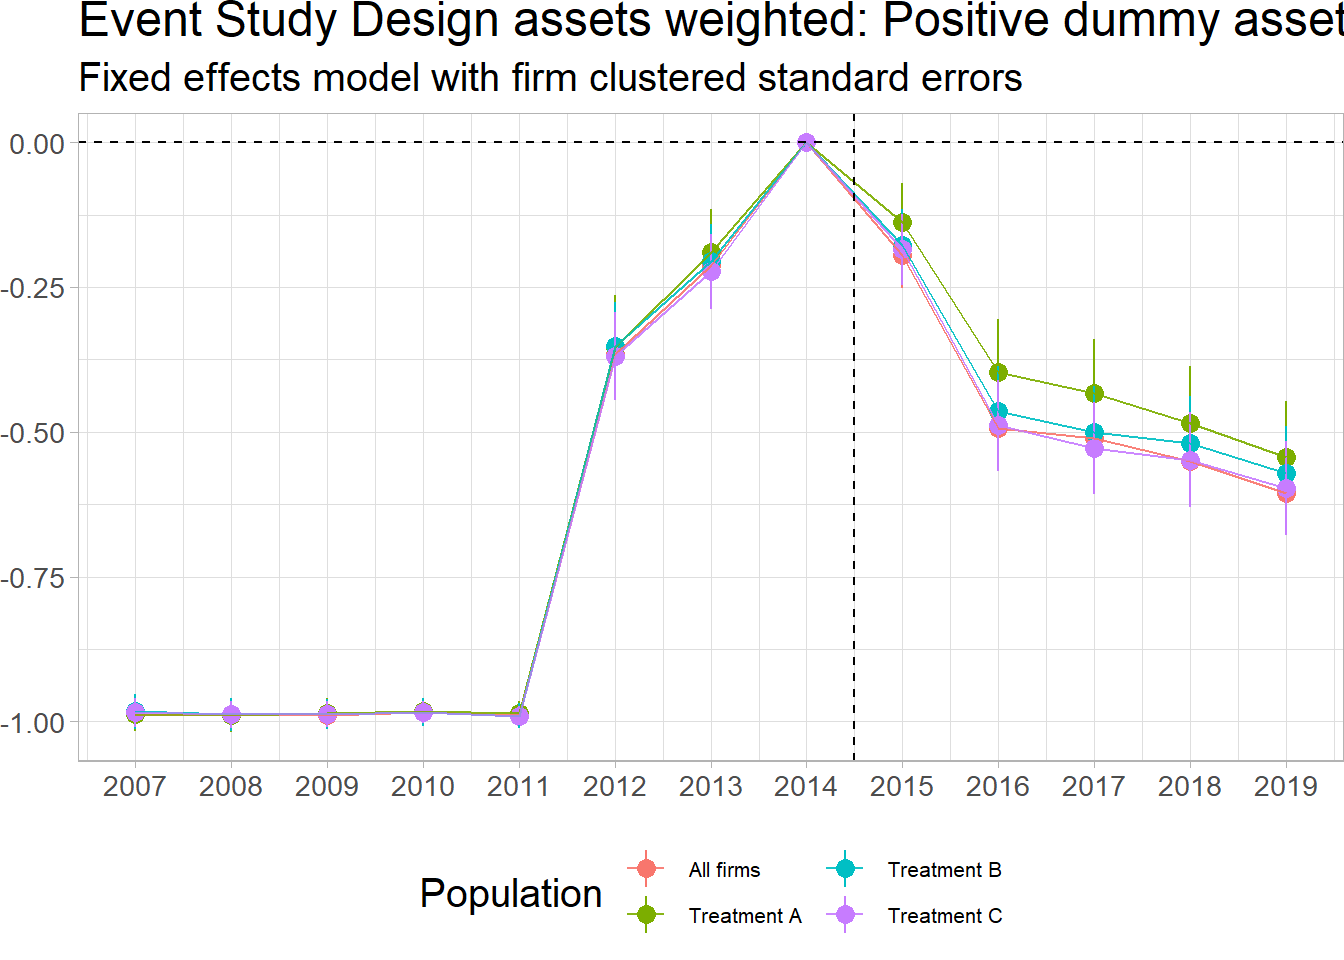 Event Study Design assets weighted: Positive dummy asset
Fixed effects model with firm clustered standard errors
0.00
-0.25
-0.50
-0.75
-1.00
2007 2008 2009 2010 2011 2012 2013 2014 2015 2016 2017 2018 2019
Population
All firms
Treatment A
Treatment B
Treatment C